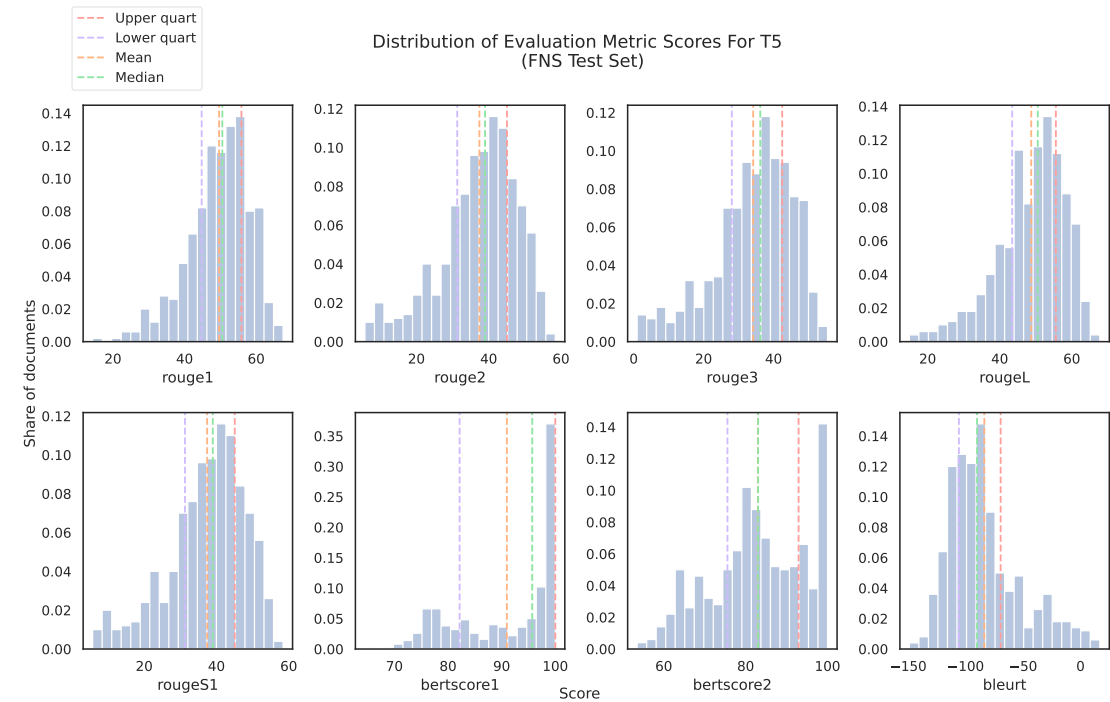 Upper quart
Lower quart
Mean
Median
Distribution of Evaluation Metric Scores For T5
(FNS Test Set)
Share of documents
0.14
0.12
0.10
0.08
0.06
0.04
0.02
0.00
20 40 60
rouge1
0.12
0.10
0.08
0.06
0.04
0.02
0.00
20 40 60
rouge2
0.12
0.10
0.08
0.06
0.04
0.02
0.00
0 20 40
rouge3
0.14
0.12
0.10
0.08
0.06
0.04
0.02
0.00
20 40 60
rougeL
0.12
0.10
0.08
0.06
0.04
0.02
0.00
20 40 60
rougeS1
0.35
0.30
0.25
0.20
0.15
0.10
0.05
0.00
70 80 90 100
bertscore1
0.14
0.12
0.10
0.08
0.06
0.04
0.02
0.00
60 80 100
bertscore2
0.14
0.12
0.10
0.08
0.06
0.04
0.02
0.00
−150 −100 −50 0
bleurt
Score